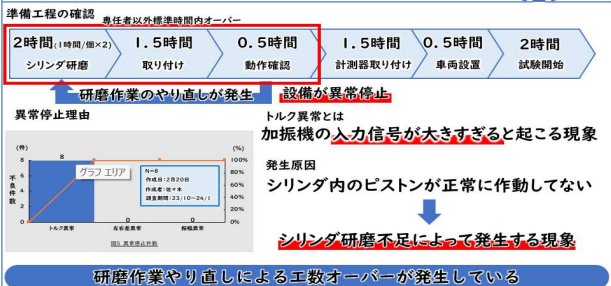 準備工程の確認
専任者以外標準時間内オーバー
2時間(1時間/個×2)
シリンダ研磨
1.5時間
取り付け
0.5時間
動作確認
1.5時間
計測器取り付け
0.5時間
車両設置
2時間
試験開始
研磨作業のやり直しが発生
設備が異常停止
異常停止理由
(件)
(%)
8
6
4
2
0
不良件数
8
100%
80%
60%
40%
20%
0%
グラフ エリア
N=8
作成日:2月20日
作成者:佐々木
調査期間:23/10~24/1
トルク異常
左右差異常
振幅異常
図5 異常停止件数
トルク異常とは
加振機の入力信号が大きすぎると起こる現象
発生原因
シリンダ内のピストンが正常に作動してない
シリンダ研磨不足によって発生する現象
研磨作業やり直しによる工数オーバーが発生している